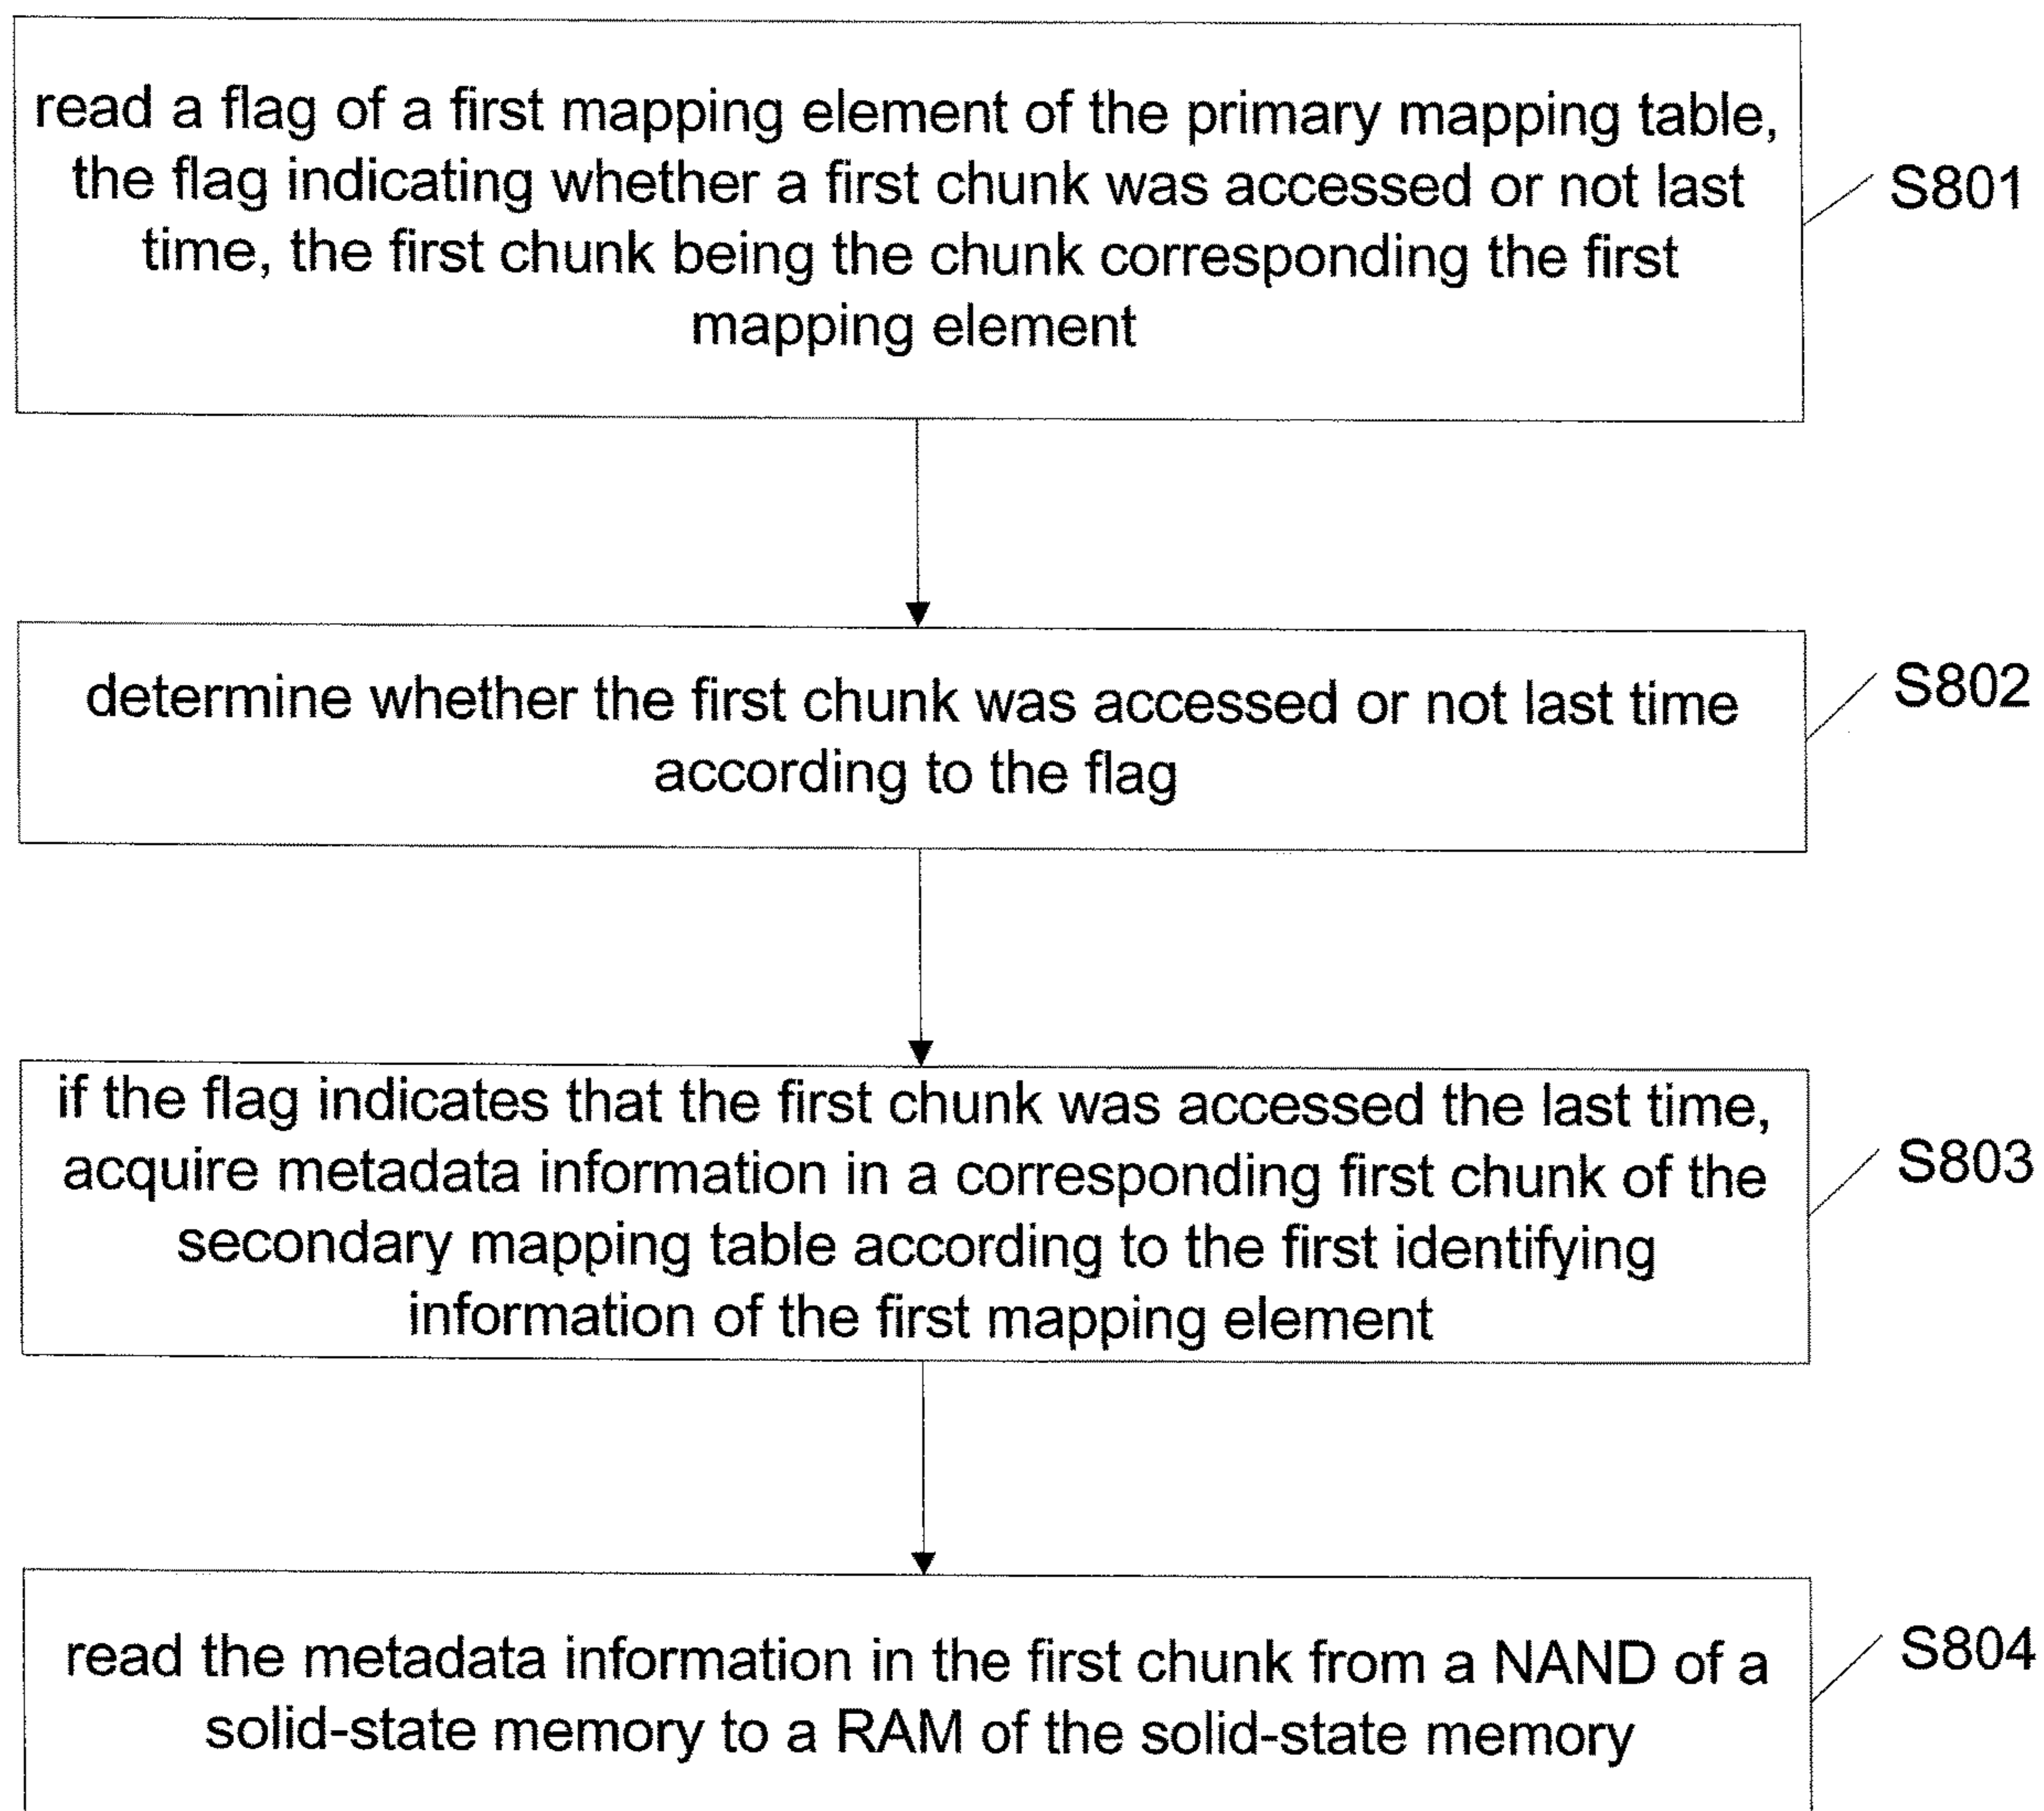 read a flag of a first mapping element of the primary mapping table,
the flag indicating whether a first chunk was accessed or not last
time, the first chunk being the chunk corresponding the first
mapping element
S801
determine whether the first chunk was accessed or not last time
according to the flag
S802
if the flag indicates that the first chunk was accessed the last time,
acquire metadata information in a corresponding first chunk of the
secondary mapping table according to the first identifying
information of the first mapping element
S803
read the metadata information in the first chunk from a NAND of a
solid-state memory to a RAM of the solid-state memory
S804